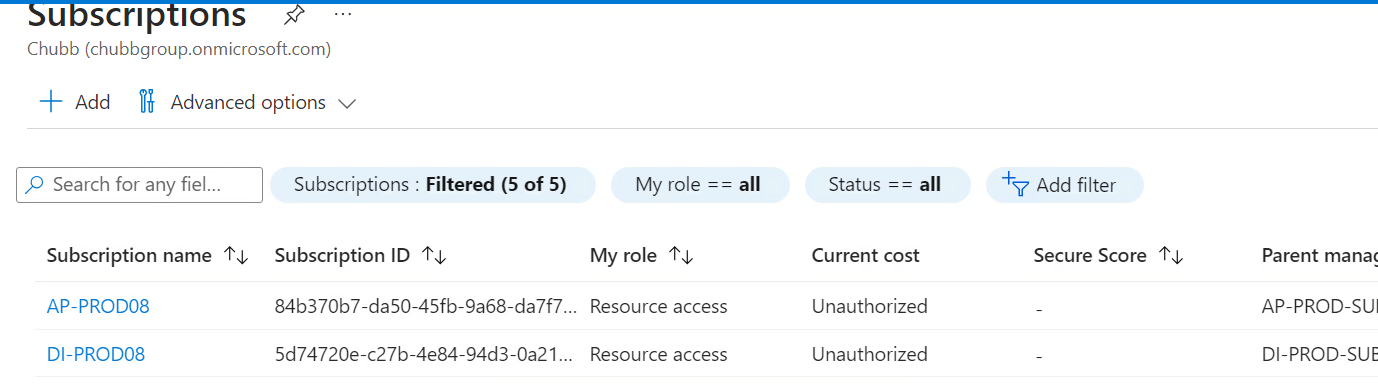 Subscriptions ...
Chubb (chubbgroup.onmicrosoft.com)
Add Advanced options
Search for any fiel... Subscriptions : Filtered (5 of 5) My role == all Status == all Add filter
Subscription name Subscription ID My role Current cost Secure Score Parent manag
AP-PROD08 84b370b7-da50-45fb-9a68-da7f7... Resource access Unauthorized - AP-PROD-SUB
DI-PROD08 5d74720e-c27b-4e84-94d3-0a21... Resource access Unauthorized - DI-PROD-SUB